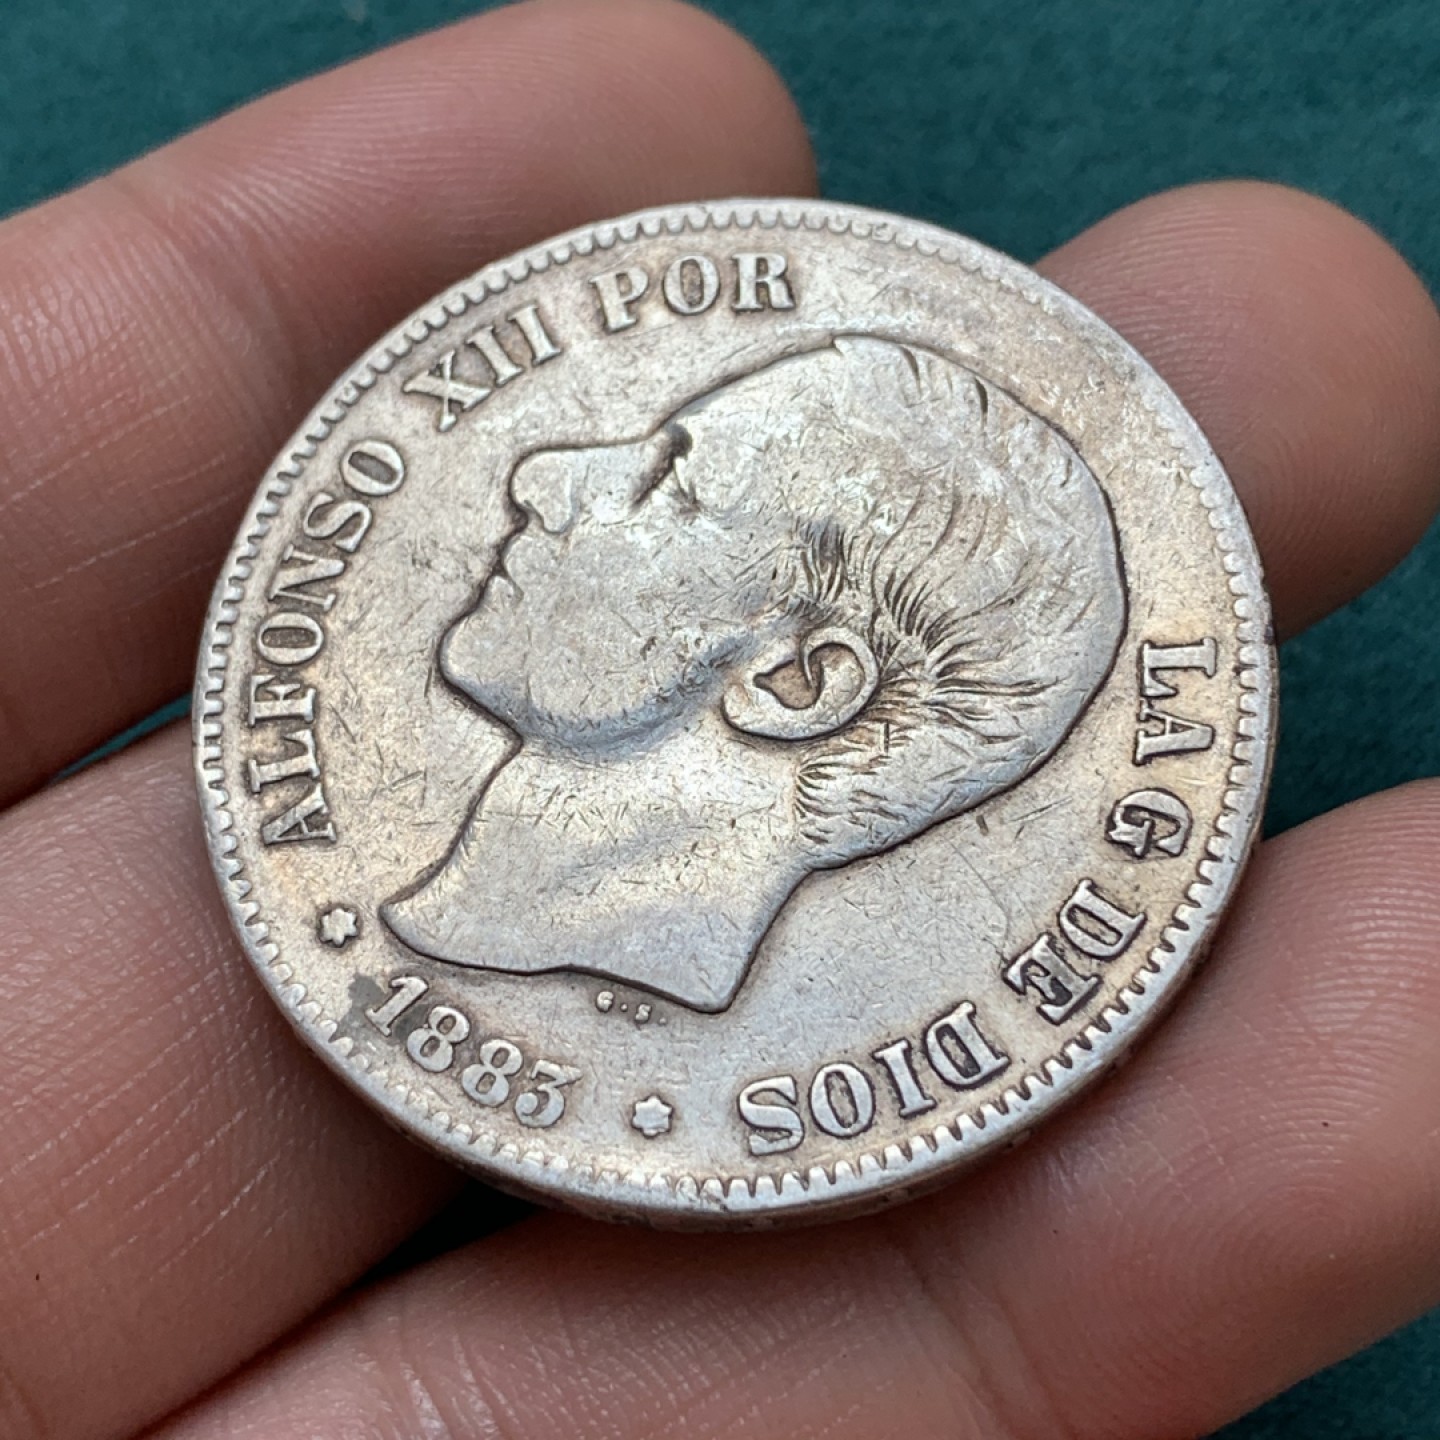 ALFONSO XII POR LA G DE DIOS
* 1883 *
G.S.